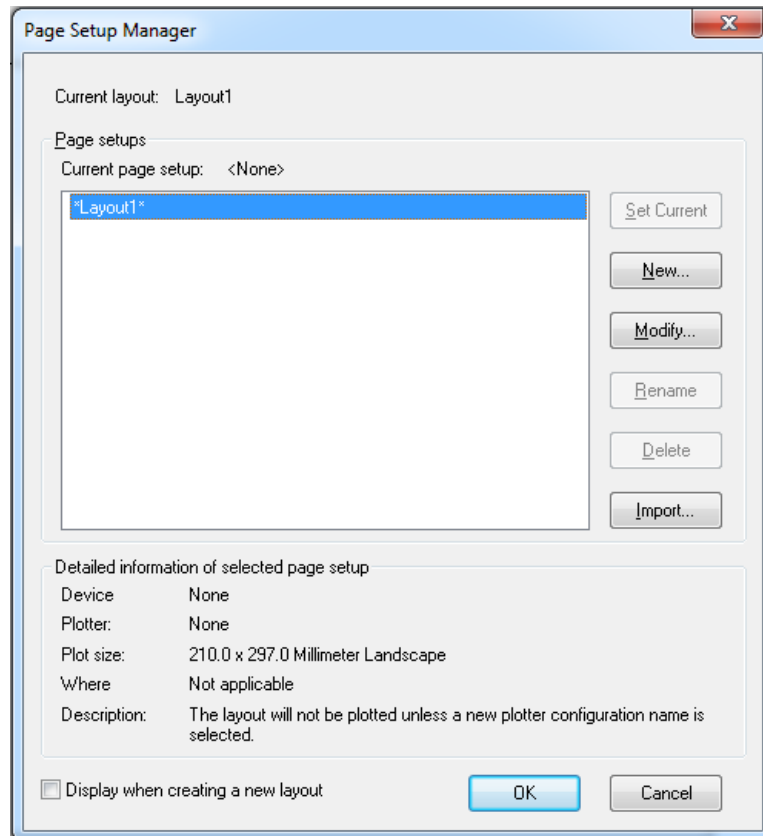 Page Setup Manager
Current layout: Layout1
Page setups
Current page setup: <None>
*Layout1*
Set Current
New...
Modify...
Rename
Delete
Import...
Detailed information of selected page setup
Device None
Plotter: None
Plot size: 210.0 x 297.0 Millimeter Landscape
Where Not applicable
Description: The layout will not be plotted unless a new plotter configuration name is
selected.
Display when creating a new layout
OK
Cancel